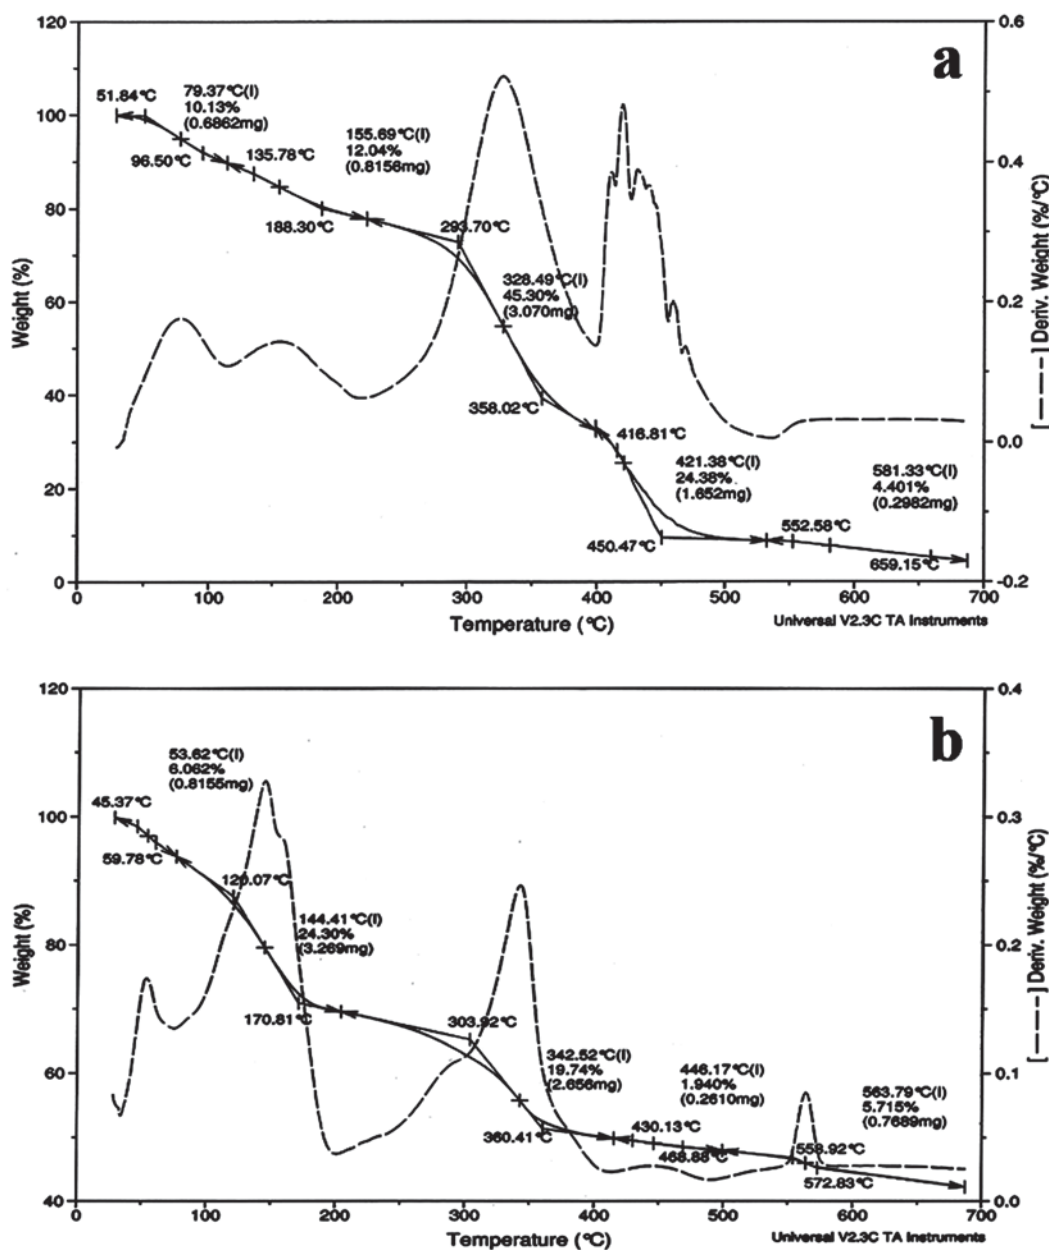 a
120
100
80
60
40
20
0
Weight (%)
0.6
0.4
0.2
0.0
-0.2
[ — — — ] Deriv. Weight (%/°C)
51.84°C
79.37°C(I)
10.13%
(0.6862mg)
96.50°C
135.78°C
155.69°C(I)
12.04%
(0.8156mg)
188.30°C
293.70°C
328.49°C(I)
45.30%
(3.070mg)
358.02°C
416.81°C
421.38°C(I)
24.38%
(1.652mg)
450.47°C
581.33°C(I)
4.401%
(0.2982mg)
552.58°C
659.15°C
0 100 200 300 400 500 600 700
Temperature (°C)
Universal V2.3C TA Instruments
b
120
100
80
60
40
Weight (%)
0.4
0.3
0.2
0.1
0.0
[ — — — ] Deriv. Weight (%/°C)
53.62°C(I)
6.062%
(0.8155mg)
45.37°C
59.78°C
120.07°C
144.41°C(I)
24.30%
(3.269mg)
170.81°C
303.92°C
342.52°C(I)
19.74%
(2.656mg)
360.41°C
446.17°C(I)
1.940%
(0.2610mg)
430.13°C
468.88°C
563.79°C(I)
5.715%
(0.7689mg)
558.92°C
572.83°C
0 100 200 300 400 500 600 700
Temperature (°C)
Universal V2.3C TA Instruments